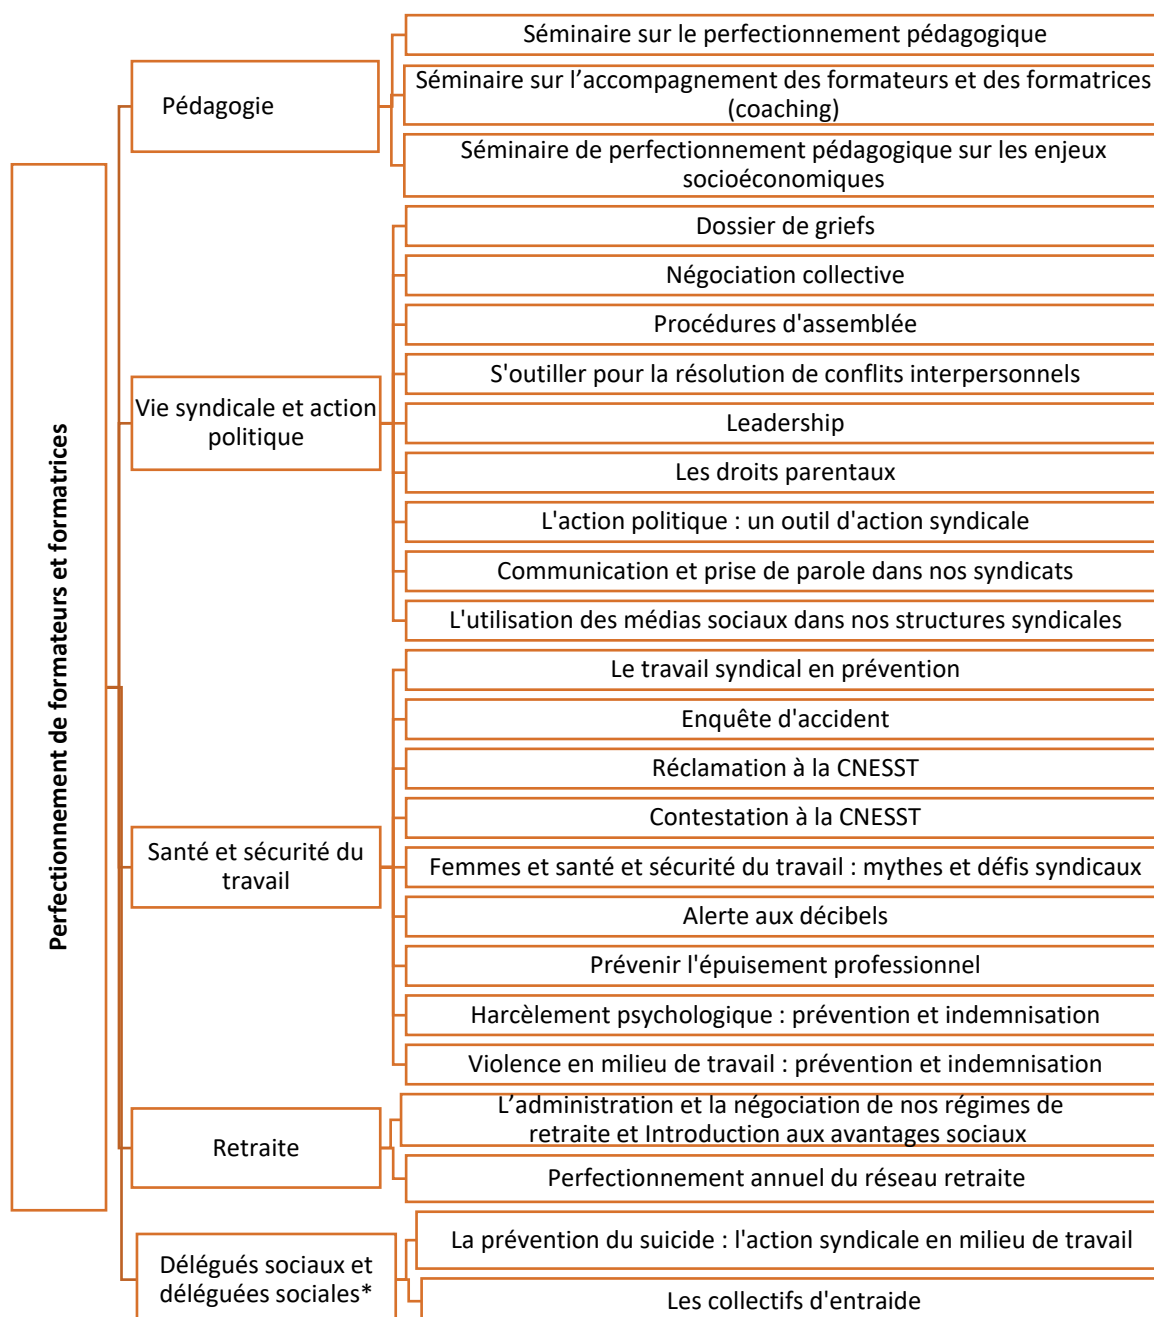 Perfectionnement de formateurs et formatrices
Pédagogie
Séminaire sur le perfectionnement pédagogique
Séminaire sur l’accompagnement des formateurs et des formatrices
(coaching)
Séminaire de perfectionnement pédagogique sur les enjeux
socioéconomiques
Vie syndicale et action
politique
Dossier de griefs
Négociation collective
Procédures d'assemblée
S'outiller pour la résolution de conflits interpersonnels
Leadership
Les droits parentaux
L'action politique : un outil d'action syndicale
Communication et prise de parole dans nos syndicats
L'utilisation des médias sociaux dans nos structures syndicales
Santé et sécurité du
travail
Le travail syndical en prévention
Enquête d'accident
Réclamation à la CNESST
Contestation à la CNESST
Femmes et santé et sécurité du travail : mythes et défis syndicaux
Alerte aux décibels
Prévenir l'épuisement professionnel
Harcèlement psychologique : prévention et indemnisation
Violence en milieu de travail : prévention et indemnisation
Retraite
L’administration et la négociation de nos régimes de
retraite et Introduction aux avantages sociaux
Perfectionnement annuel du réseau retraite
Délégués sociaux et
déléguées sociales*
La prévention du suicide : l'action syndicale en milieu de travail
Les collectifs d'entraide